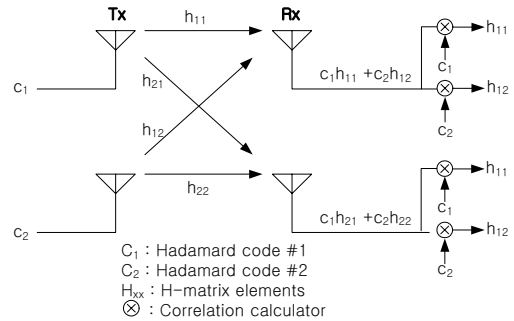 Tx
Rx
h11
h11
c1
c1
h21
c1h11 +c2h12
h12
h12
c2
h11
h22
c1
c2
c1h21 +c2h22
h12
c2
C1 : Hadamard code #1
C2 : Hadamard code #2
Hxx : H-matrix elements
⊗ : Correlation calculator